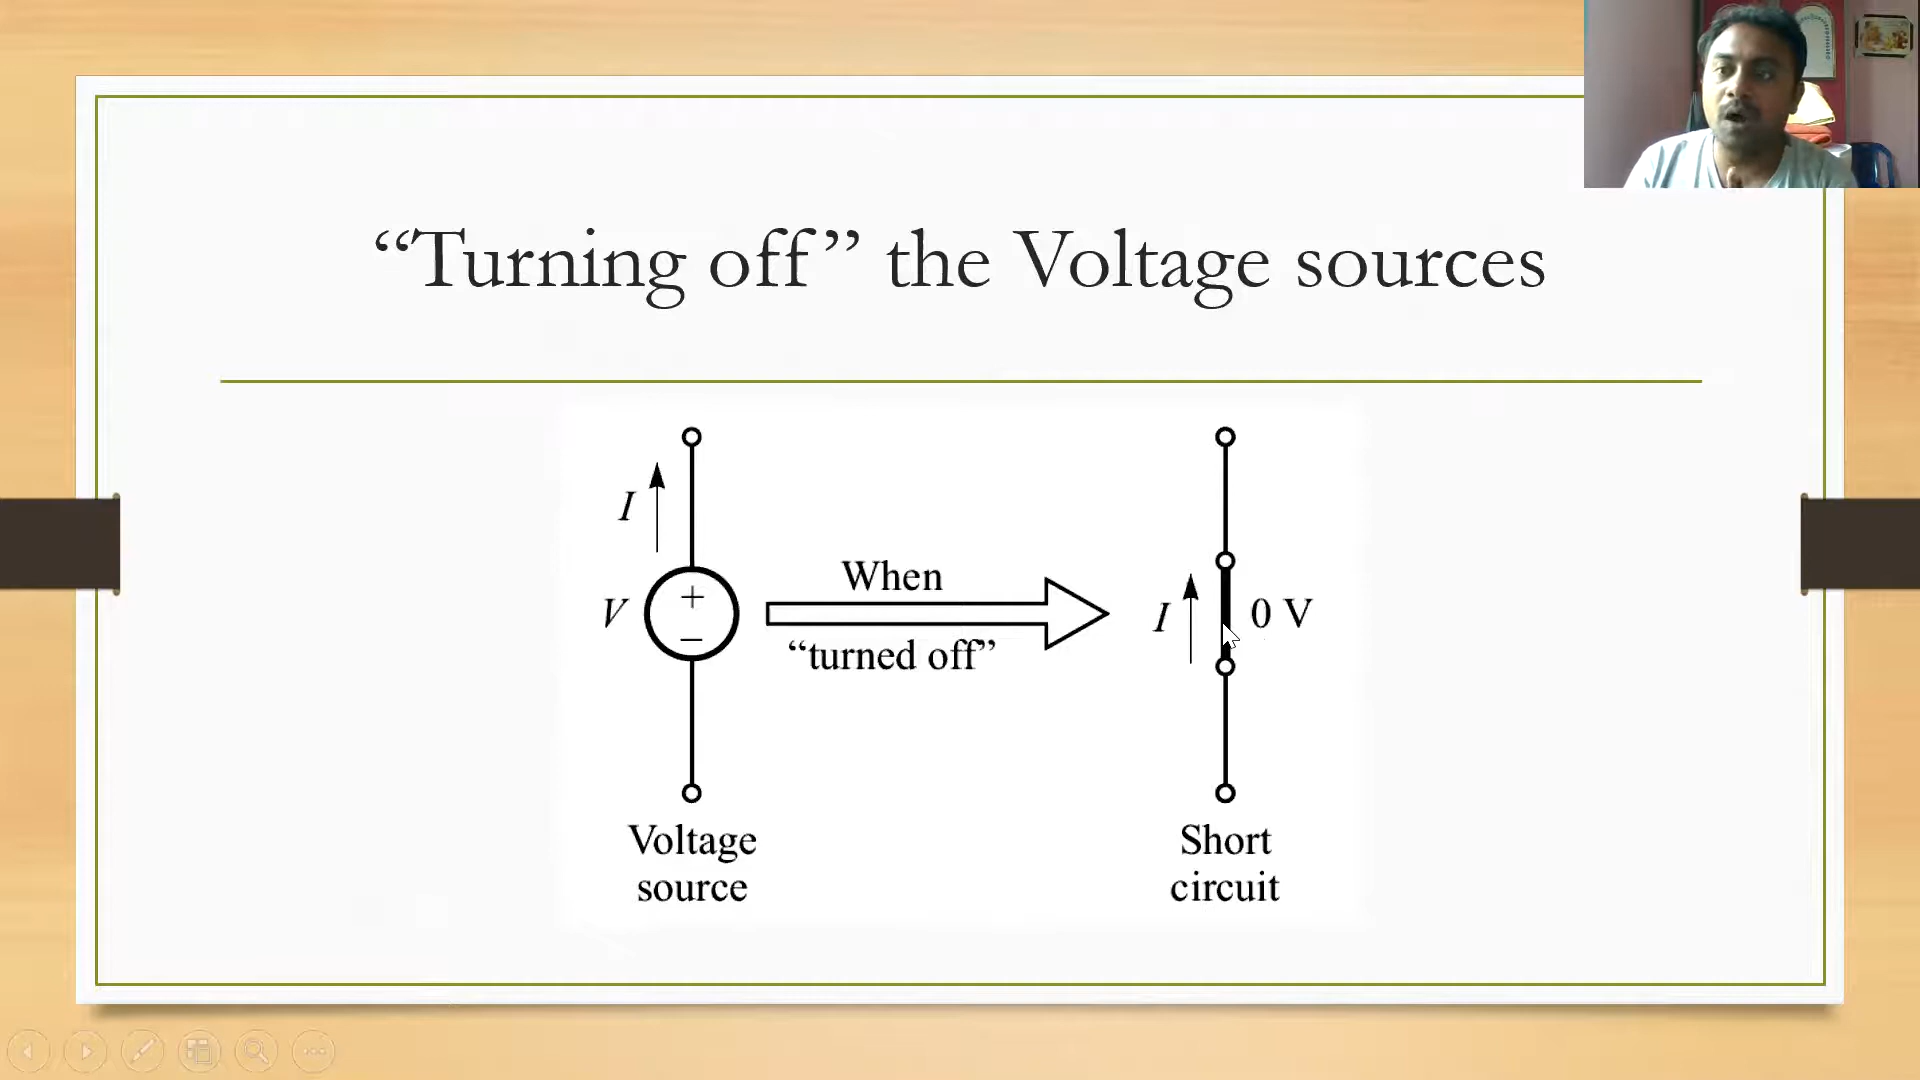 “Turning off” the Voltage sources
I
V
+
−
When
“turned off”
I
0 V
Voltage
source
Short
circuit